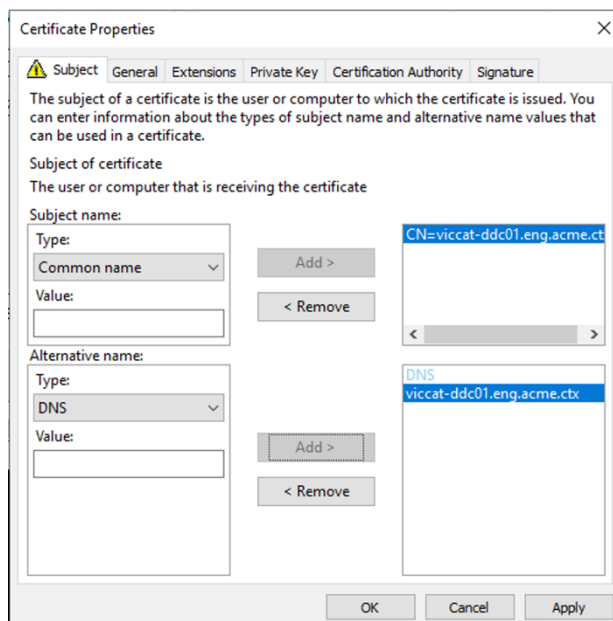 Certificate Properties
Subject General Extensions Private Key Certification Authority Signature
The subject of a certificate is the user or computer to which the certificate is issued. You
can enter information about the types of subject name and alternative name values that
can be used in a certificate.
Subject of certificate
The user or computer that is receiving the certificate
Subject name:
Type:
Common name
Value:
Add >
< Remove
CN=viccat-ddc01.eng.acme.ct
Alternative name:
Type:
DNS
Value:
Add >
< Remove
DNS
viccat-ddc01.eng.acme.ctx
OK Cancel Apply